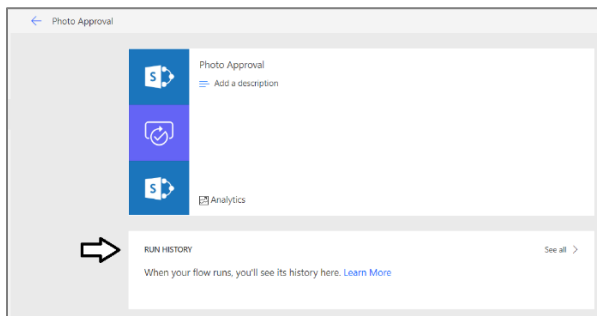 Photo Approval
Photo Approval
Add a description
S
S
Analytics
RUN HISTORY
See all
When your flow runs, you'll see its history here. Learn More